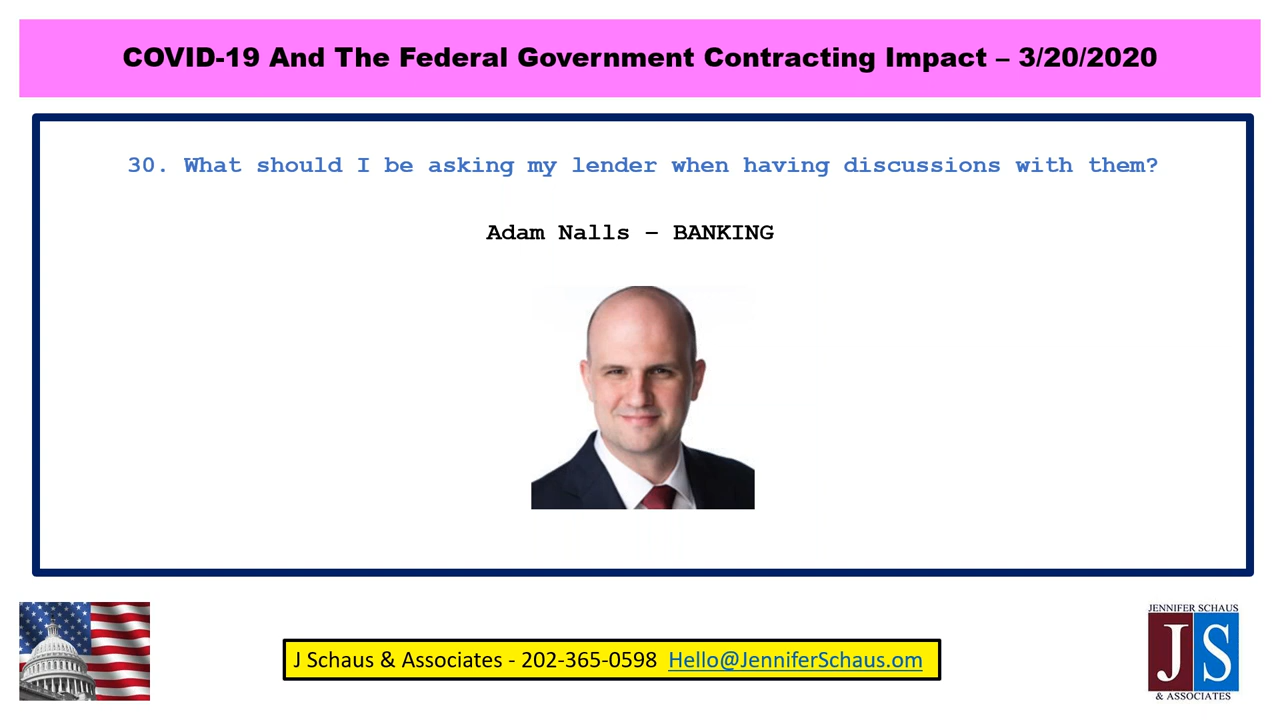 COVID-19 And The Federal Government Contracting Impact – 3/20/2020
30. What should I be asking my lender when having discussions with them?
Adam Nalls – BANKING
J Schaus & Associates - 202-365-0598 Hello@JenniferSchaus.om
JENNIFER SCHAUS
JS
& ASSOCIATES